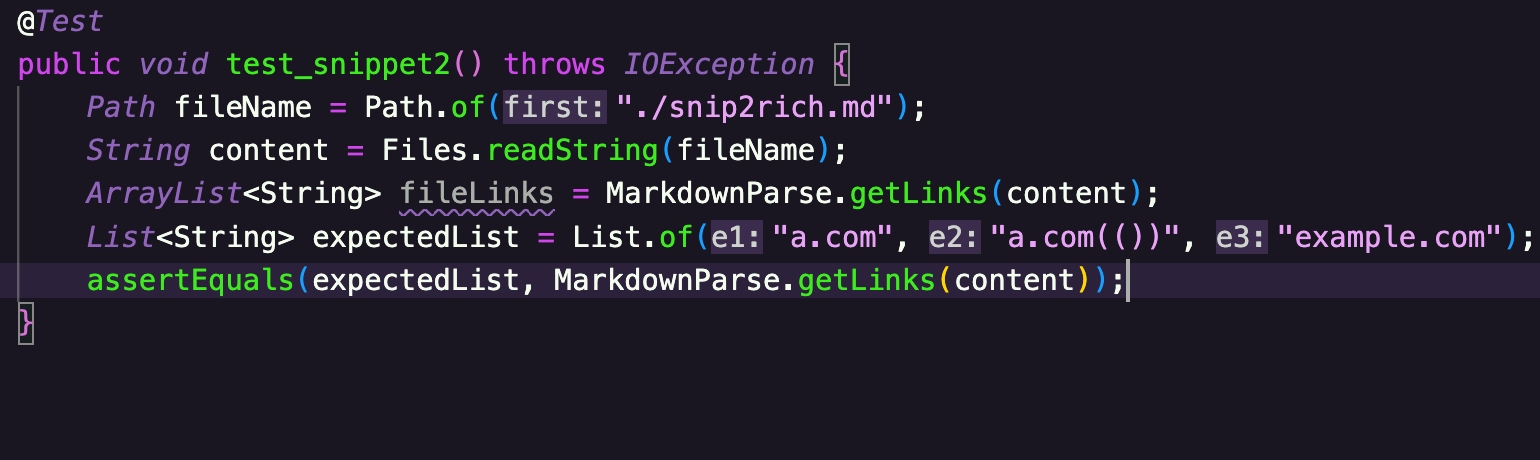 @Test
public void test_snippet2() throws IOException {
    Path fileName = Path.of(first: "./snip2rich.md");
    String content = Files.readString(fileName);
    ArrayList<String> fileLinks = MarkdownParse.getLinks(content);
    List<String> expectedList = List.of(e1: "a.com", e2: "a.com(())", e3: "example.com");
    assertEquals(expectedList, MarkdownParse.getLinks(content));
}